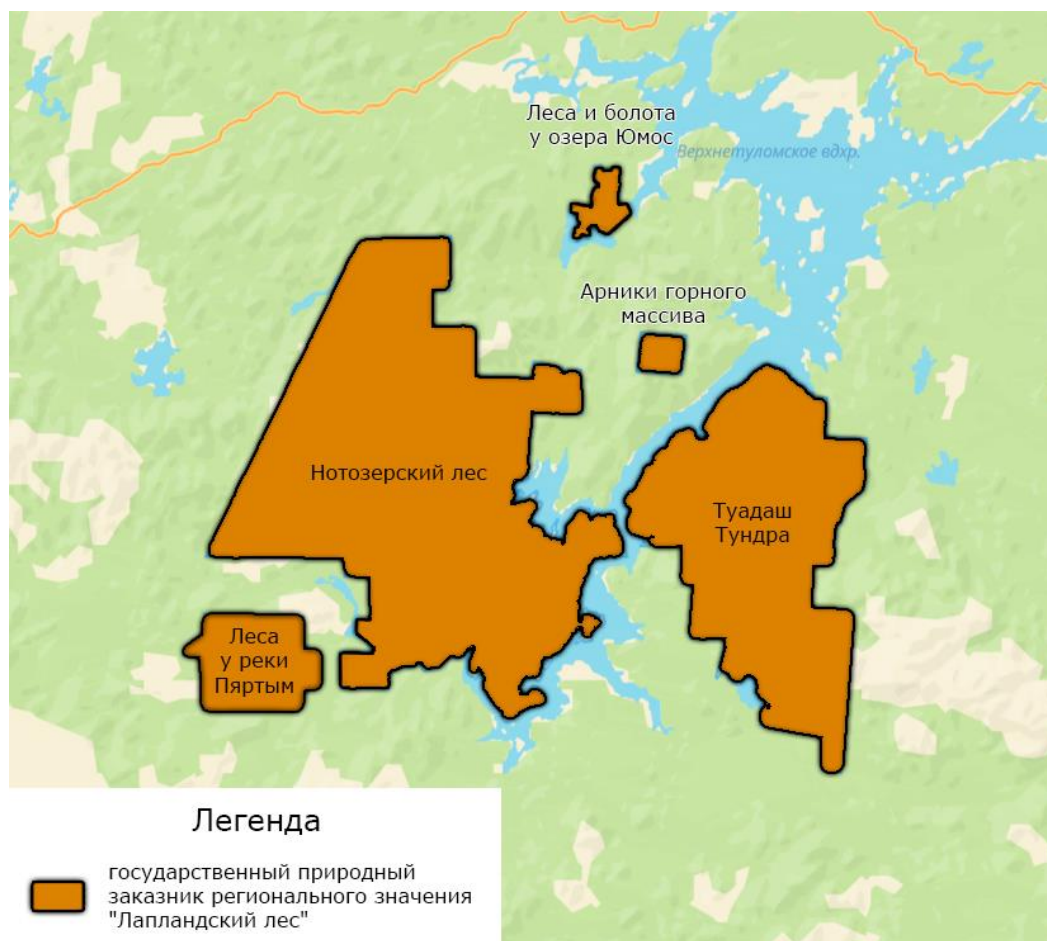 Леса и болота
у озера Юмос
Верхнетуломское вдхр.
Арники горного
массива
Нотозерский лес
Туадаш
Тундра
Леса
у реки
Пяртым
Легенда
государственный природный
заказник регионального значения
"Лапландский лес"